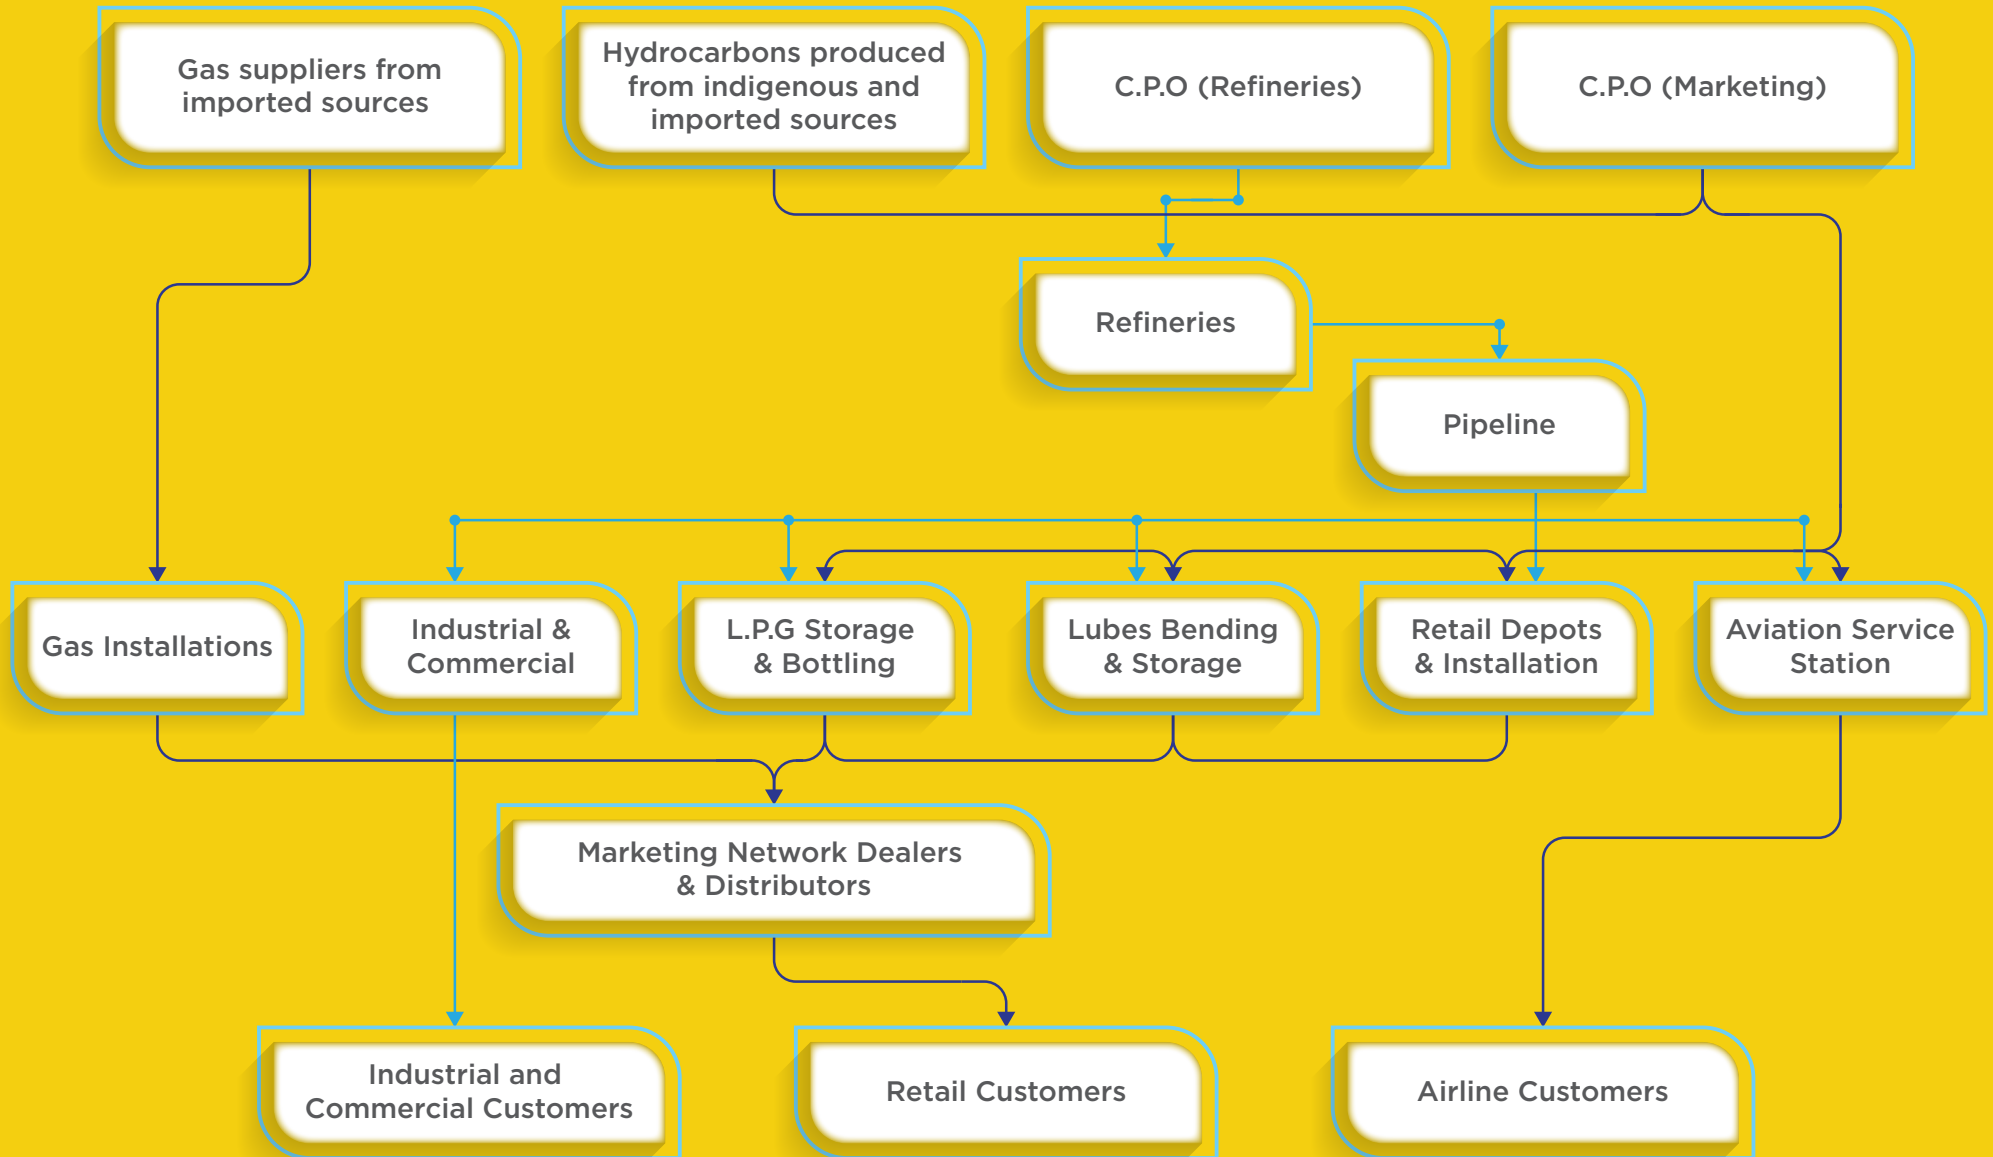 Gas suppliers from
imported sources
Hydrocarbons produced
from indigenous and
imported sources
C.P.O (Refineries)
C.P.O (Marketing)
Refineries
Pipeline
Gas Installations
Industrial &
Commercial
L.P.G Storage
& Bottling
Lubes Bending
& Storage
Retail Depots
& Installation
Aviation Service
Station
Marketing Network Dealers
& Distributors
Industrial and
Commercial Customers
Retail Customers
Airline Customers